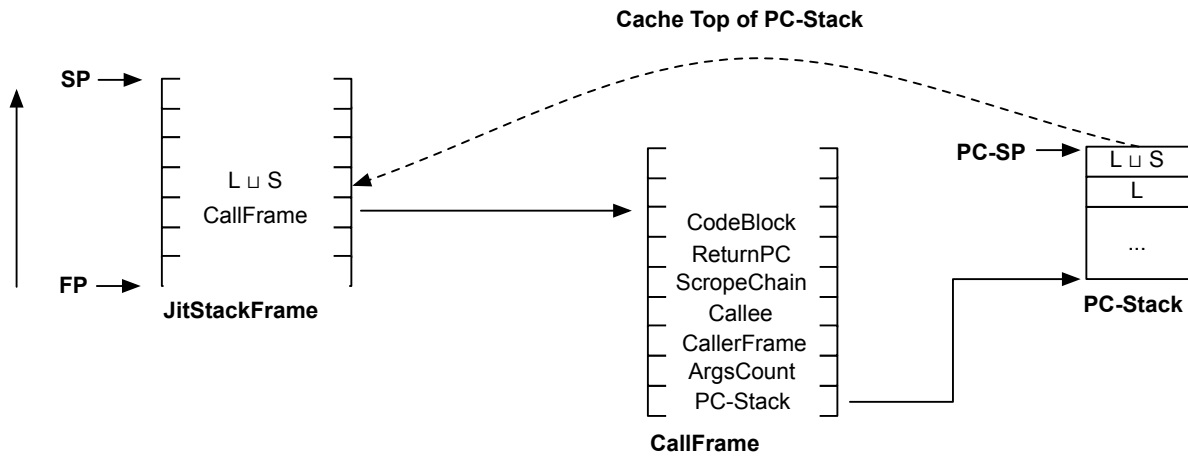 Cache Top of PC-Stack
SP
L ⊔ S
CallFrame
FP
JitStackFrame
CodeBlock
ReturnPC
ScropeChain
Callee
CallerFrame
ArgsCount
PC-Stack
CallFrame
PC-SP
L ⊔ S
L
...
PC-Stack